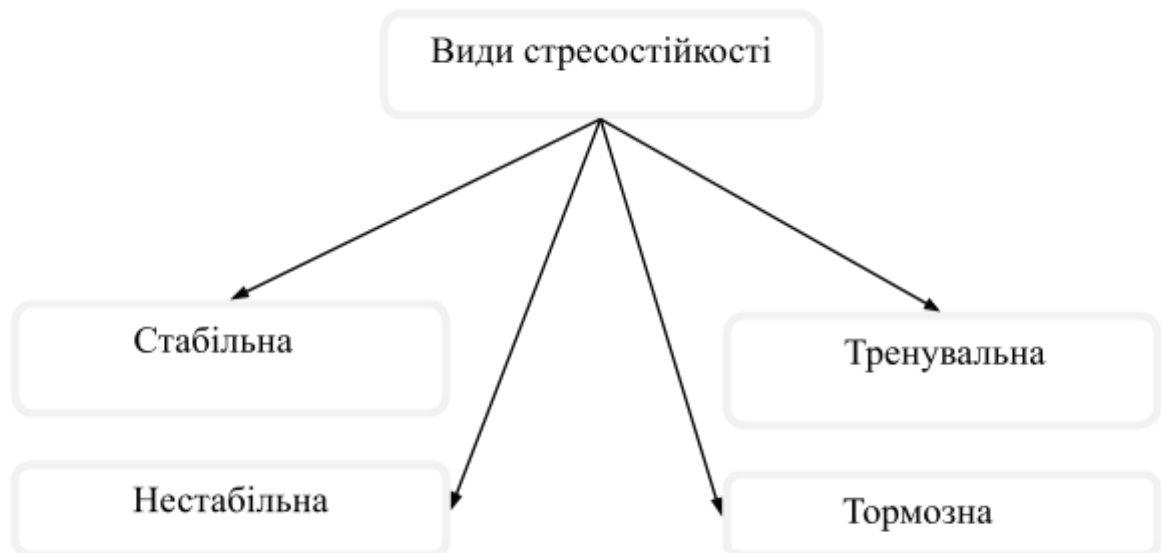 Види стресостійкості
Стабільна
Тренувальна
Нестабільна
Тормозна